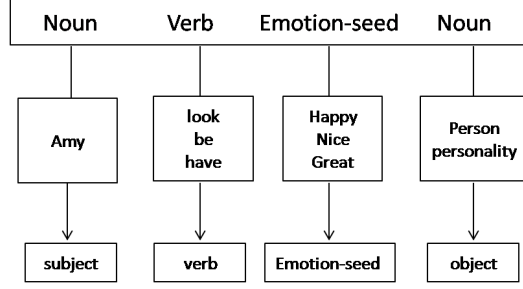 Noun Verb Emotion-seed Noun
Amy
look
be
have
Happy
Nice
Great
Person
personality
subject verb Emotion-seed object